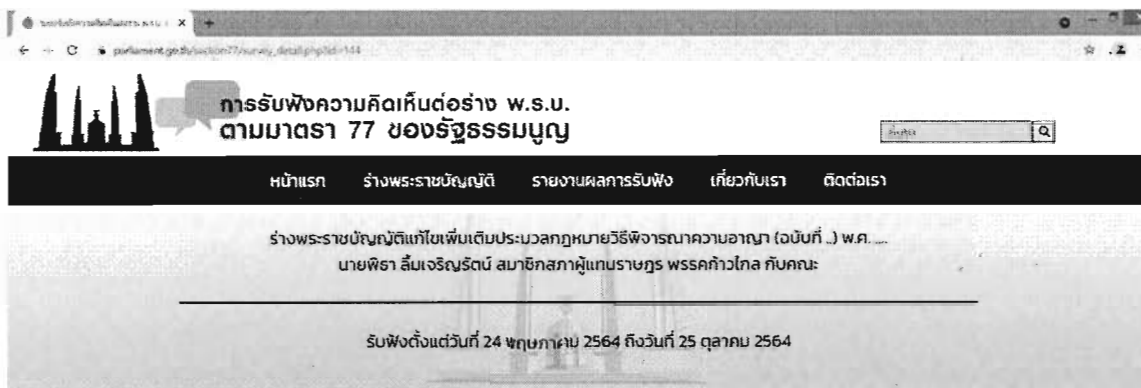 parliament.go.th/section77/survey_detail.php?id=144
การรับฟังความคิดเห็นต่อร่าง พ.ร.บ.
ตามมาตรา 77 ของรัฐธรรมนูญ
หน้าแรก ร่างพระราชบัญญัติ รายงานผลการรับฟัง เกี่ยวกับเรา ติดต่อเรา
ร่างพระราชบัญญัติแก้ไขเพิ่มเติมประมวลกฎหมายวิธีพิจารณาความอาญา (ฉบับที่ ..) พ.ศ. ....
นายพิธา ลิ้มเจริญรัตน์ สมาชิกสภาผู้แทนราษฎร พรรคก้าวไกล กับคณะ
รับฟังตั้งแต่วันที่ 24 พฤษภาคม 2564 ถึงวันที่ 25 ตุลาคม 2564